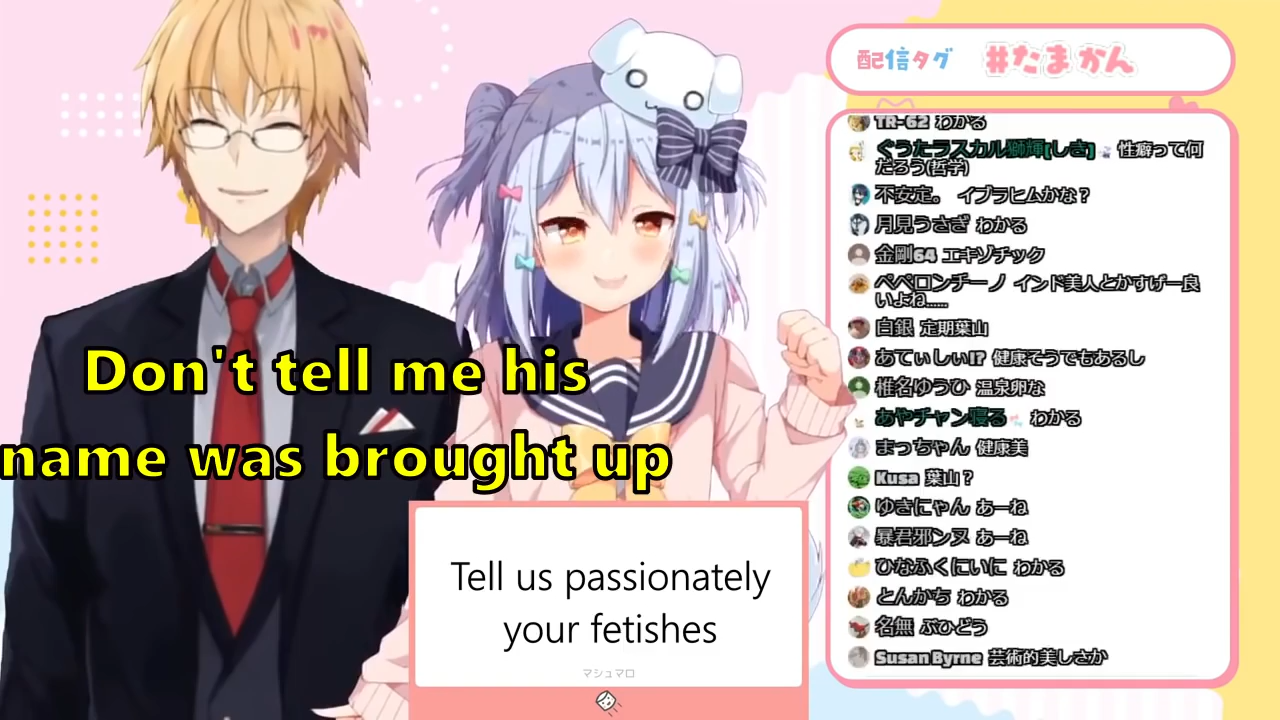 配信タグ #たまかん
TR-62 わかる
ぐうたラスカル獅輝[しき] 性癖って何
だろう(哲学)
不安定。 イブラヒムかな？
月見うさぎ わかる
金剛64 エキゾチック
ペペロンチーノ インド美人とかすげー良
いよね.....
白銀 定期葉山
あてぃしぃ!? 健康そうでもあるし
椎名ゆうひ 温泉卵な
あやチャン寝る わかる
まっちゃん 健康美
Kusa 葉山？
ゆきにゃん あーね
暴君邪ンヌ あーね
ひなふくにいに わかる
とんかち わかる
名無 ぶひどう
Susan Byrne 芸術的美しさか
Don't tell me his
name was brought up
Tell us passionately
your fetishes
マシュマロ